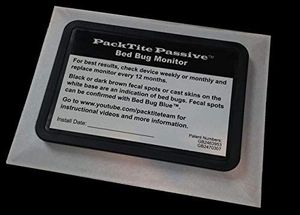 PackTite Passive™
Bed Bug Monitor
For best results, check device weekly or monthly and
replace monitor every 12 months.
Black or dark brown fecal spots or cast skins on the
white base are an indication of bed bugs. Fecal spots
can be confirmed with Bed Bug Blue™.
Go to www.youtube.com/packtiteteam for
instructional videos and more information.
Install Date:
Patent Numbers:
GB2463953
GB2470307